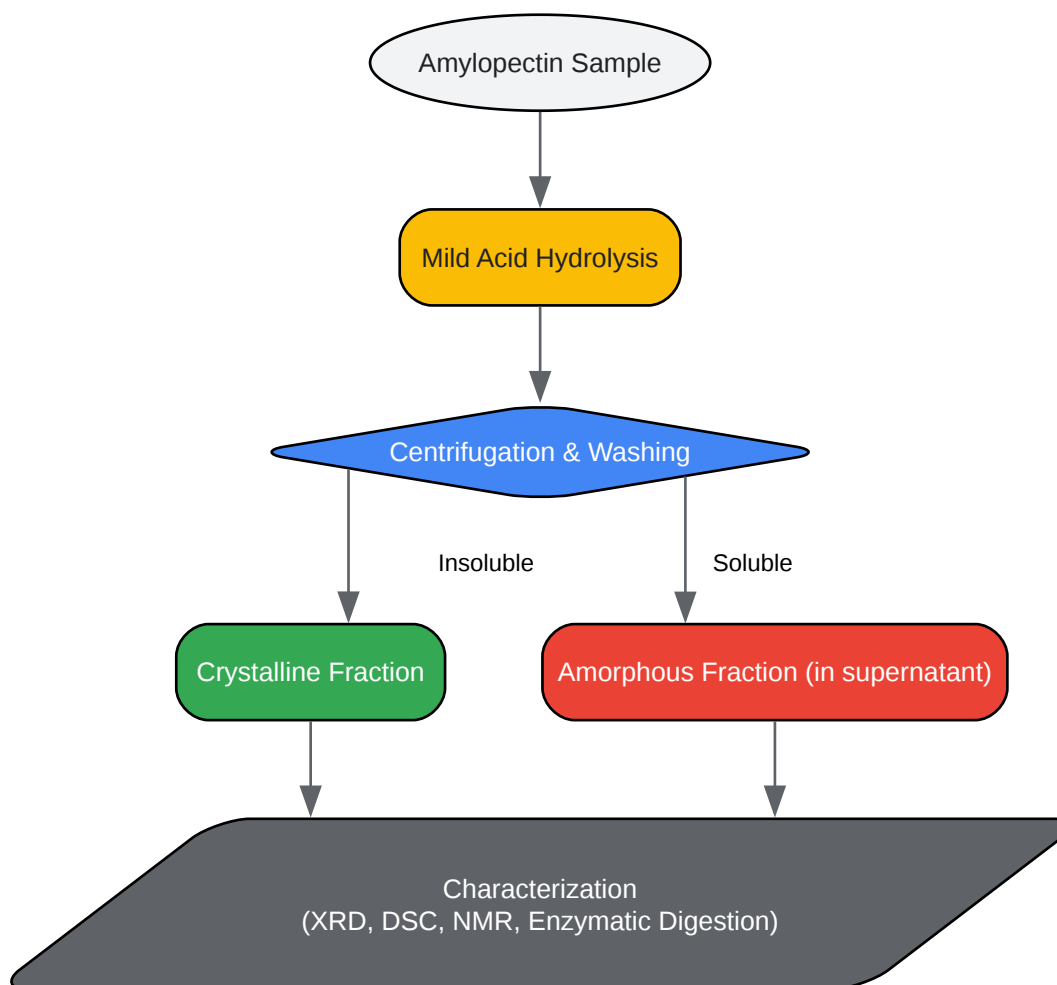 Amylopectin Sample
Mild Acid Hydrolysis
Centrifugation & Washing
Insoluble
Soluble
Crystalline Fraction
Amorphous Fraction (in supernatant)
Characterization
(XRD, DSC, NMR, Enzymatic Digestion)